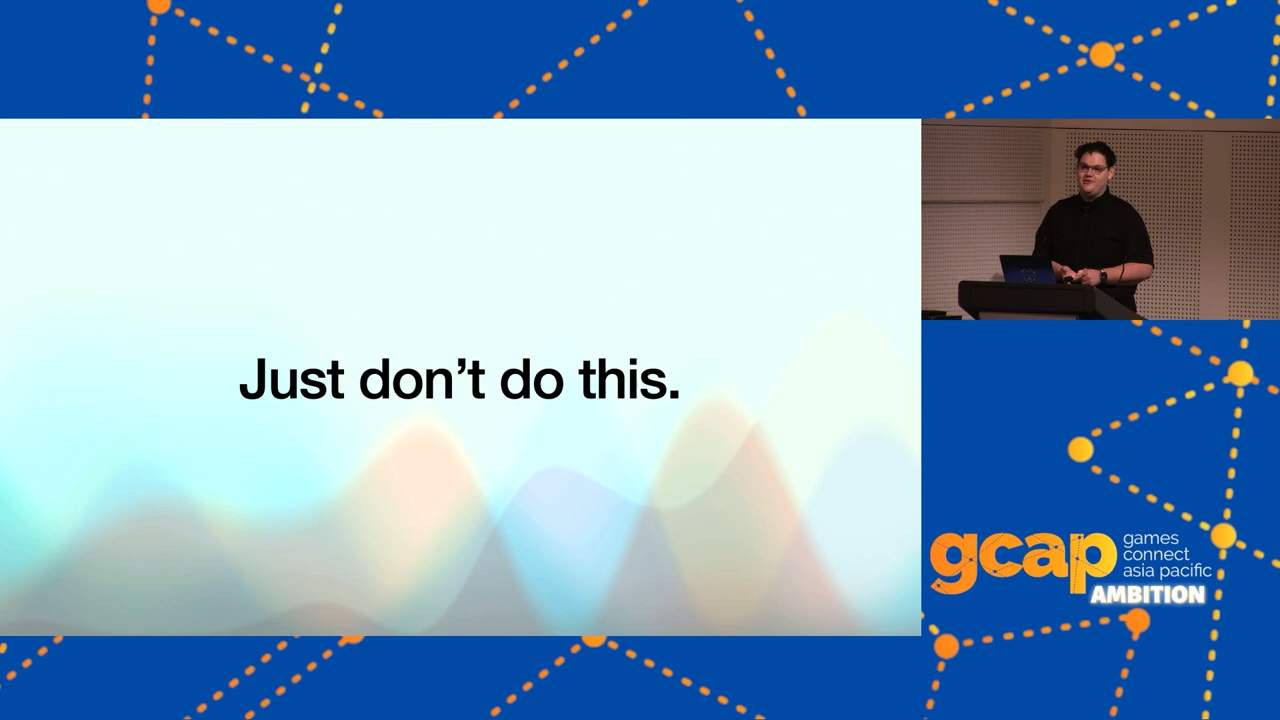 Just don’t do this.
gcap
games
connect
asia pacific
AMBITION